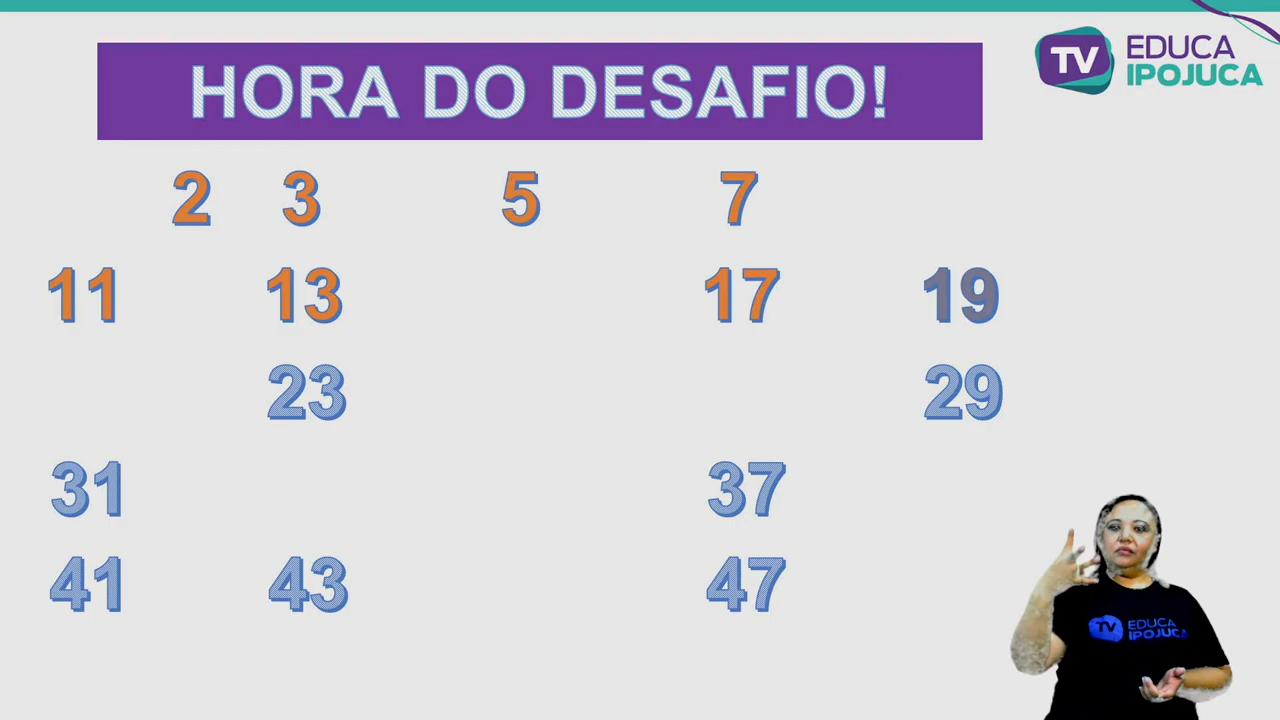 TV EDUCA
IPOJUCA
HORA DO DESAFIO!
2 3 5 7
11 13 17 19
23 29
31 37
41 43 47
TV EDUCA
IPOJUCA